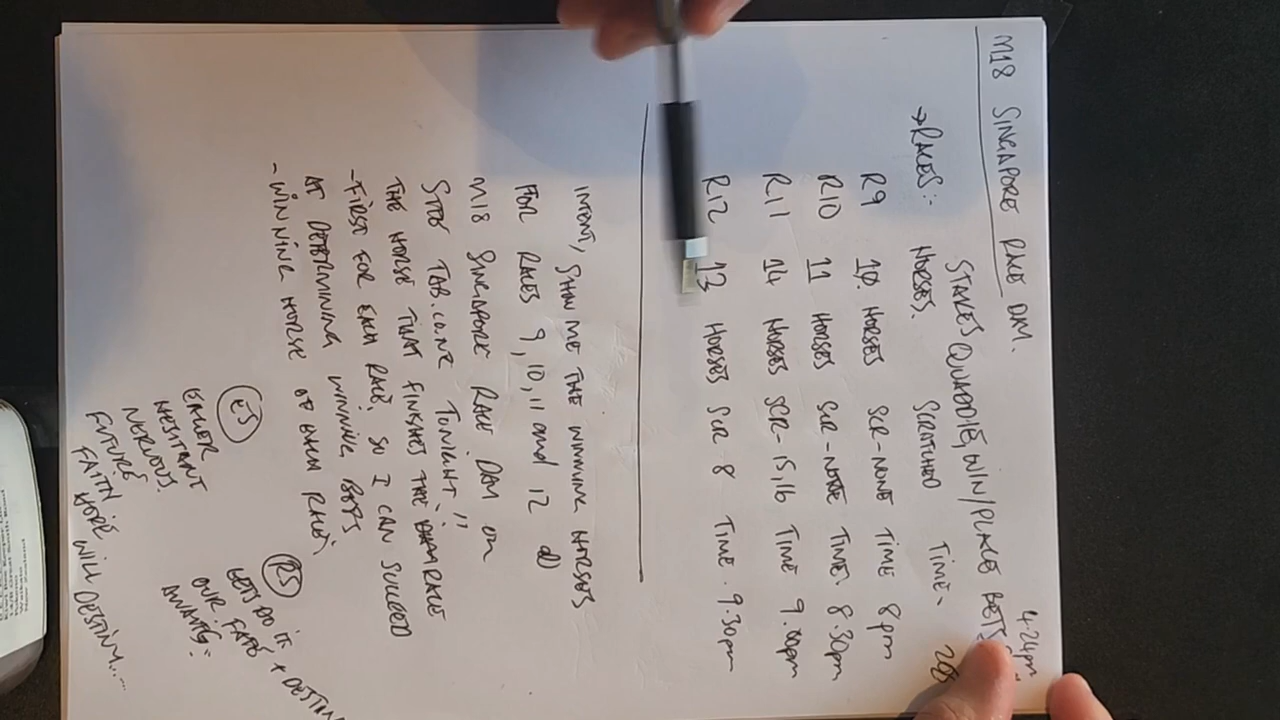 4.24pm
M18 SINGAPORE RACE DAY.
STAKES QUADDIE, WIN/PLACE BETS
→RACES:- HORSES. SCRATCHED TIME-
R9 10 HORSES SCR-NONE TIME 8pm
R10 11 HORSES SCR-NONE TIME. 8.30pm
R11 14 HORSES SCR-15,16 TIME 9.00pm
R12 13 HORSES SCR 8 TIME. 9.30pm
INTENT, SHOW ME THE WINNING HORSES
FOR RACES 9, 10, 11 and 12 of
M18 SINGAPORE RACE DAY on
SITE TAB.CO.NZ TONIGHT
THE HORSE THAT FINISHES THE RACE
-FIRST FOR EACH RACE, SO I CAN SUCCEED
AT DETERMINING WINNING BETS
-WINNING HORSE OF EACH RACE,
ES
EAGER
HESITANT
NERVOUS.
FUTURE
FAITH HOPE WILL DESTINY....
PS
LETS DO IT
OUR FATE + DESTINY
AWAITS-